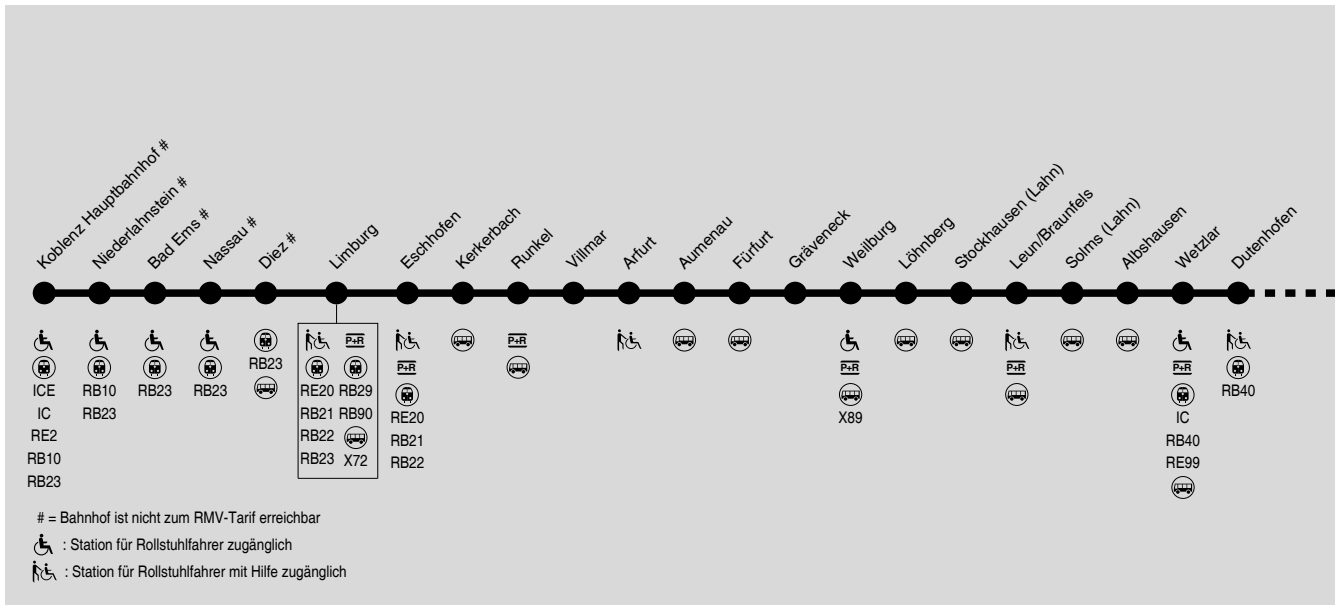 Koblenz Hauptbahnhof #
Niederlahnstein #
Bad Ems #
Nassau #
Diez #
Limburg
Eschhofen
Kerkerbach
Runkel
Villmar
Arfurt
Aumenau
Fürfurt
Gräveneck
Weilburg
Löhnberg
Stockhausen (Lahn)
Leun/Braunfels
Solms (Lahn)
Albshausen
Wetzlar
Dutenhofen
ICE
IC
RE2
RB10
RB23
RB10
RB23
RB23
RB23
RB23
RE20
RB21
RB22
RB23
P+R
RB29
RB90
X72
P+R
RE20
RB21
RB22
P+R
P+R
X89
P+R
P+R
IC
RB40
RE99
RB40
# = Bahnhof ist nicht zum RMV-Tarif erreichbar
: Station für Rollstuhlfahrer zugänglich
: Station für Rollstuhlfahrer mit Hilfe zugänglich